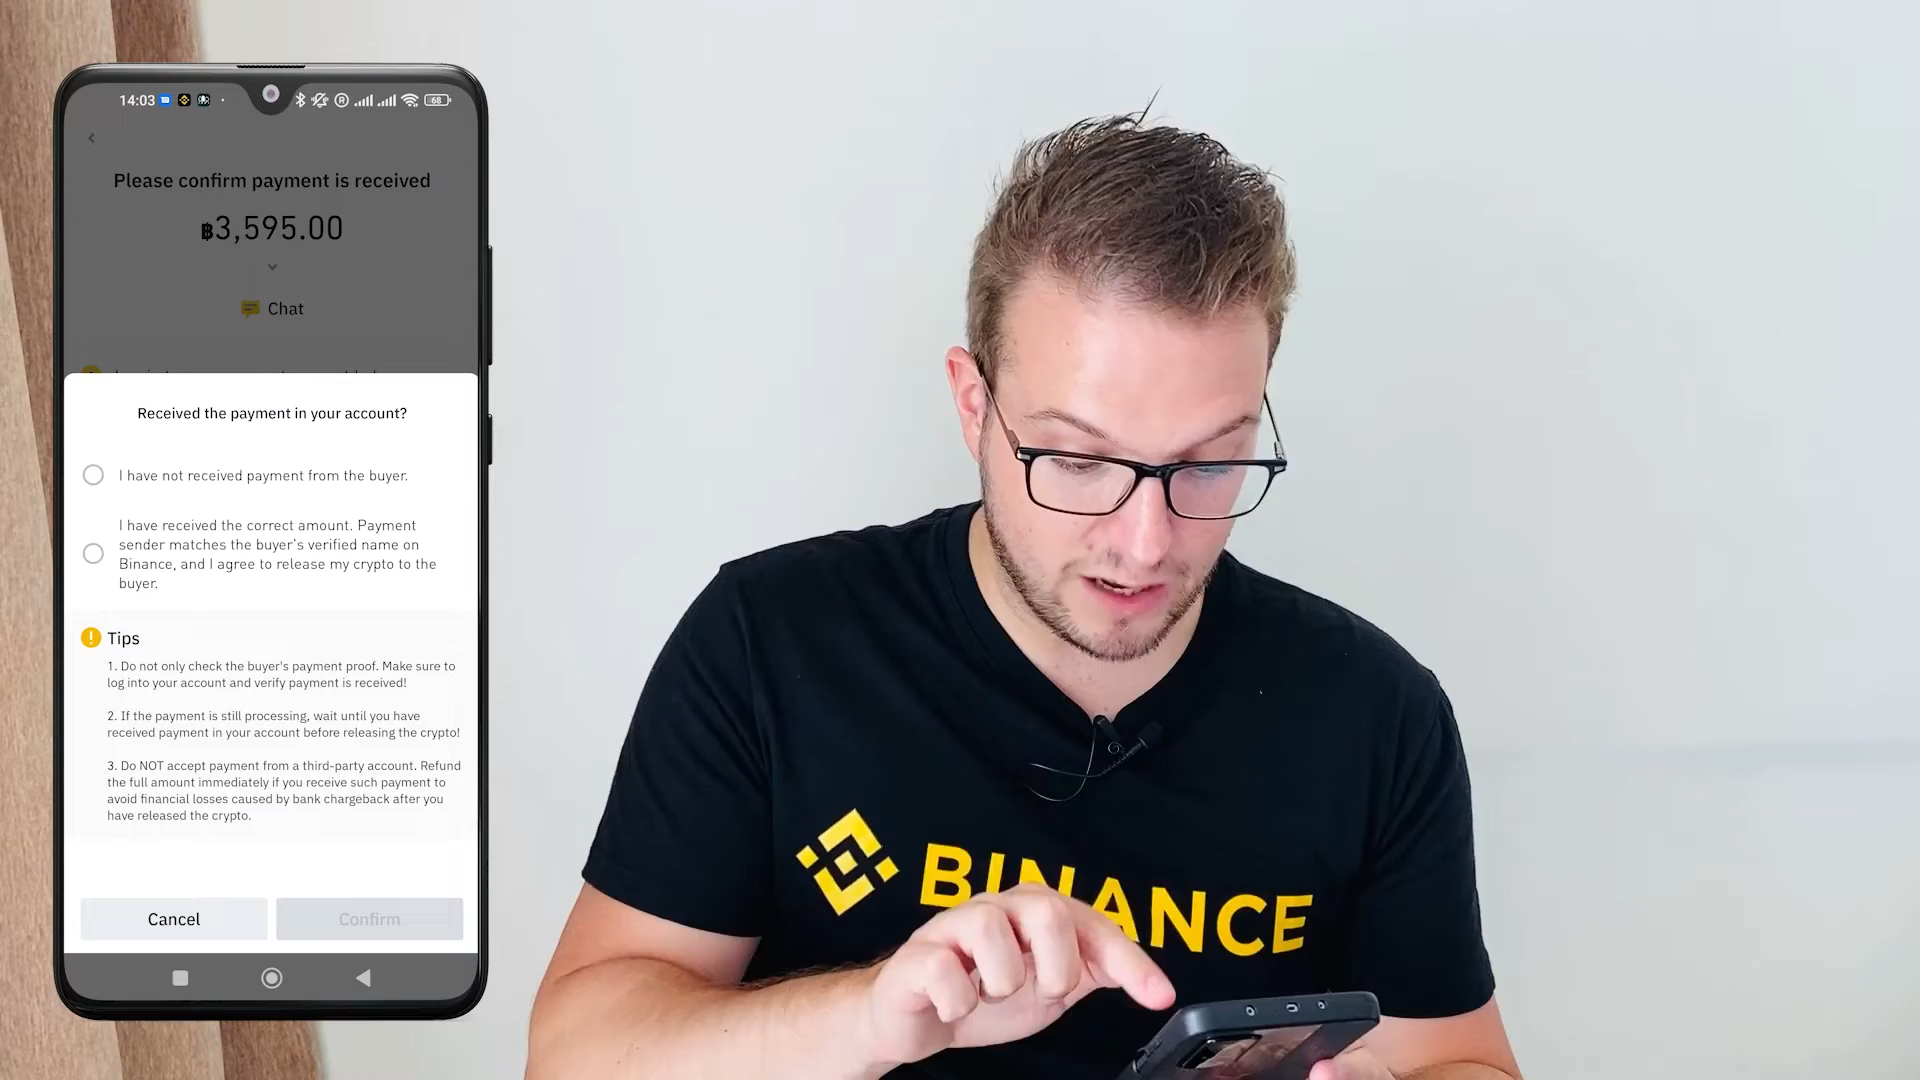 14:03
68
Please confirm payment is received
฿3,595.00
Chat
Received the payment in your account?
I have not received payment from the buyer.
I have received the correct amount. Payment
sender matches the buyer's verified name on
Binance, and I agree to release my crypto to the
buyer.
Tips
1. Do not only check the buyer's payment proof. Make sure to
log into your account and verify payment is received!
2. If the payment is still processing, wait until you have
received payment in your account before releasing the crypto!
3. Do NOT accept payment from a third-party account. Refund
the full amount immediately if you receive such payment to
avoid financial losses caused by bank chargeback after you
have released the crypto.
Cancel
Confirm
BINANCE